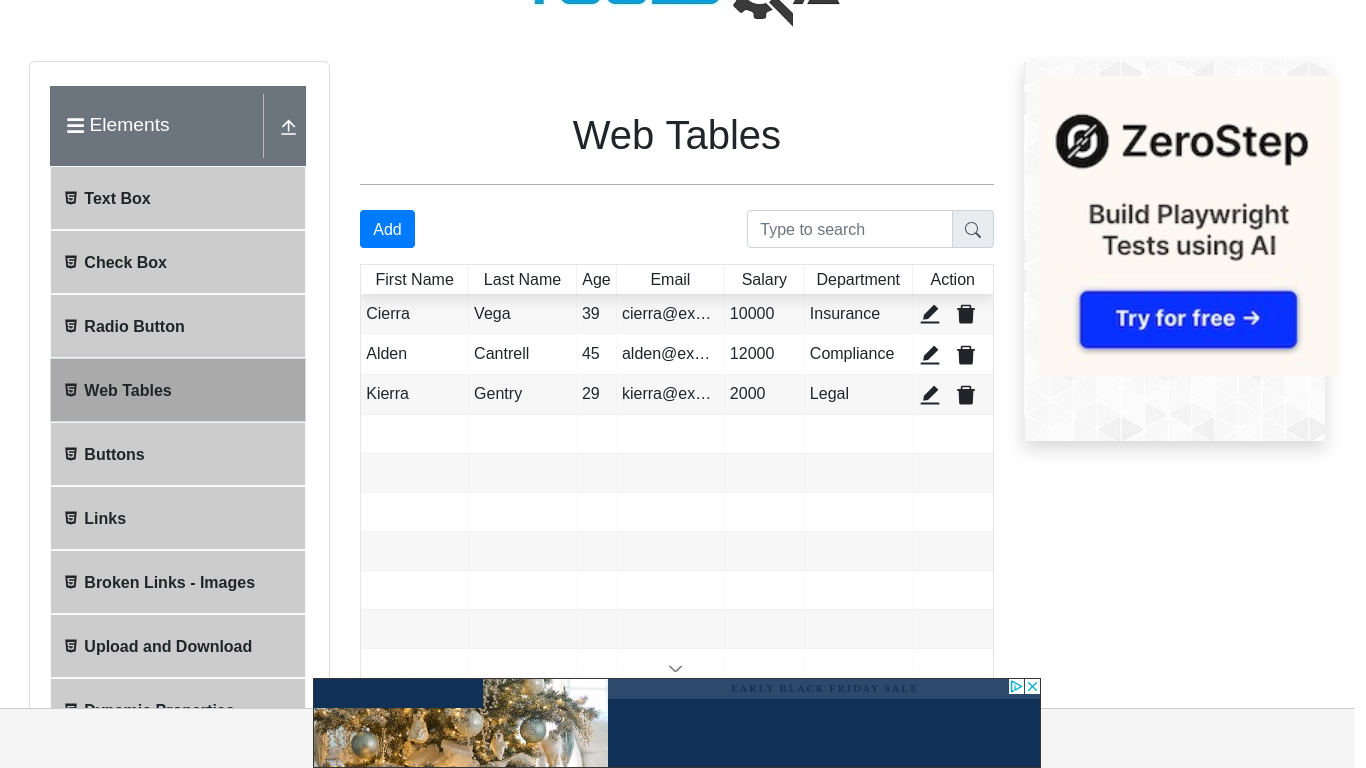 Elements
Text Box
Check Box
Radio Button
Web Tables
Buttons
Links
Broken Links - Images
Upload and Download
Dynamic Properties
Web Tables
Add
Type to search
First Name Last Name Age Email Salary Department Action
Cierra Vega 39 cierra@ex… 10000 Insurance
Alden Cantrell 45 alden@ex… 12000 Compliance
Kierra Gentry 29 kierra@ex… 2000 Legal
ZeroStep
Build Playwright
Tests using AI
Try for free →
EARLY BLACK FRIDAY SALE